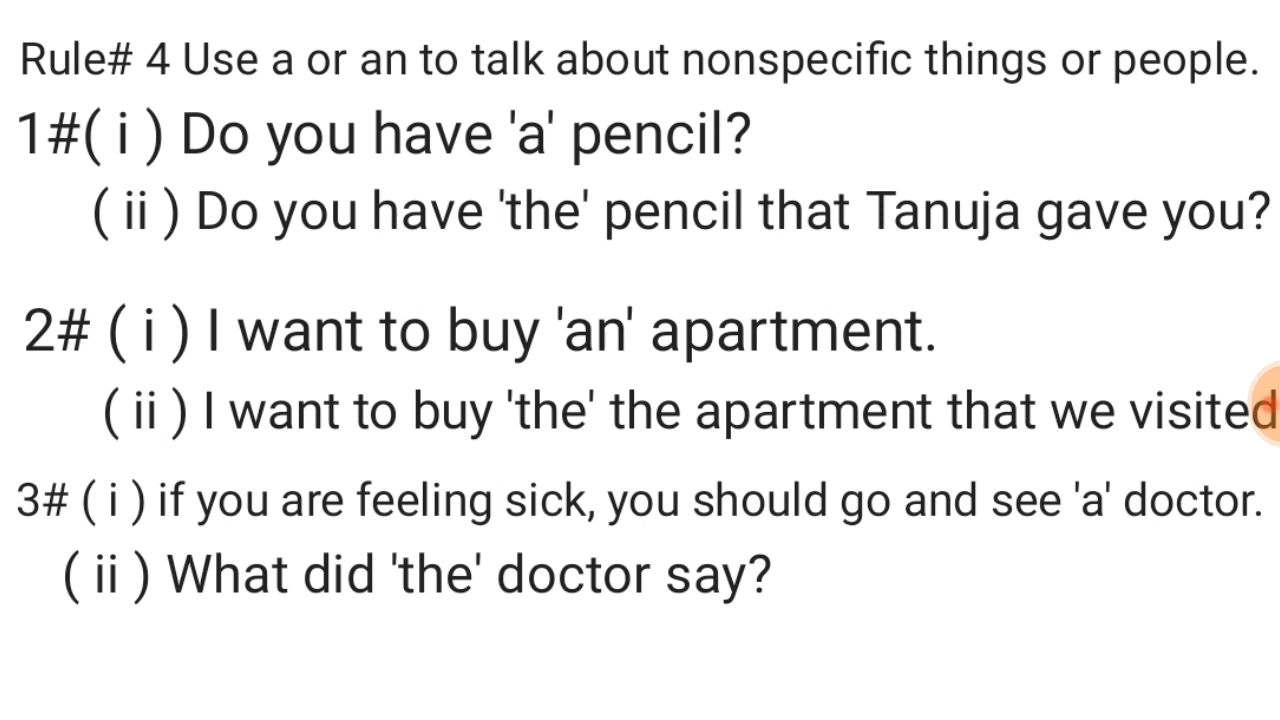 Rule# 4 Use a or an to talk about nonspecific things or people.
1#( i ) Do you have 'a' pencil?
( ii ) Do you have 'the' pencil that Tanuja gave you?
2# ( i ) I want to buy 'an' apartment.
( ii ) I want to buy 'the' the apartment that we visited
3# ( i ) if you are feeling sick, you should go and see 'a' doctor.
( ii ) What did 'the' doctor say?